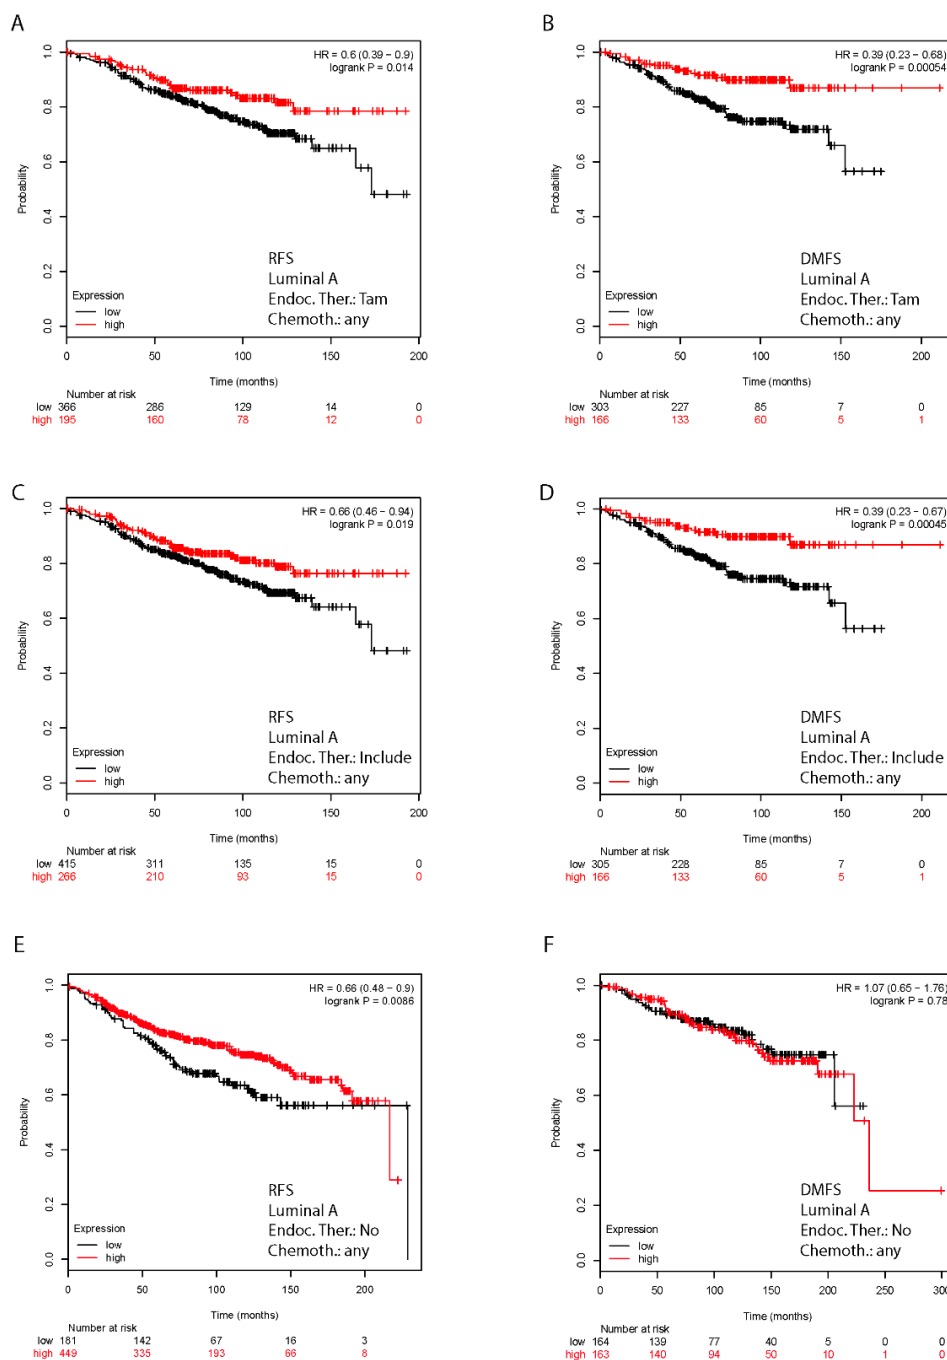 A
HR = 0.6 (0.39 − 0.9)
logrank P = 0.014
Probability
1.0
0.8
0.6
0.4
0.2
0.0
RFS
Luminal A
Endoc. Ther.: Tam
Chemoth.: any
Expression
low
high
0 50 100 150 200
Time (months)
Number at risk
low 366 286 129 14 0
high 195 160 78 12 0
B
HR = 0.39 (0.23 − 0.68)
logrank P = 0.00054
Probability
1.0
0.8
0.6
0.4
0.2
0.0
DMFS
Luminal A
Endoc. Ther.: Tam
Chemoth.: any
Expression
low
high
0 50 100 150 200
Time (months)
Number at risk
low 303 227 85 7 0
high 166 133 60 5 1
C
HR = 0.66 (0.46 − 0.94)
logrank P = 0.019
Probability
1.0
0.8
0.6
0.4
0.2
0.0
RFS
Luminal A
Endoc. Ther.: Include
Chemoth.: any
Expression
low
high
0 50 100 150 200
Time (months)
Number at risk
low 415 311 135 15 0
high 266 210 93 15 0
D
HR = 0.39 (0.23 − 0.67)
logrank P = 0.00045
Probability
1.0
0.8
0.6
0.4
0.2
0.0
DMFS
Luminal A
Endoc. Ther.: Include
Chemoth.: any
Expression
low
high
0 50 100 150 200
Time (months)
Number at risk
low 305 228 85 7 0
high 166 133 60 5 1
E
HR = 0.66 (0.48 − 0.9)
logrank P = 0.0086
Probability
1.0
0.8
0.6
0.4
0.2
0.0
RFS
Luminal A
Endoc. Ther.: No
Chemoth.: any
Expression
low
high
0 50 100 150 200
Time (months)
Number at risk
low 181 142 67 16 3
high 449 335 193 66 8
F
HR = 1.07 (0.65 − 1.76)
logrank P = 0.78
Probability
1.0
0.8
0.6
0.4
0.2
0.0
DMFS
Luminal A
Endoc. Ther.: No
Chemoth.: any
Expression
low
high
0 50 100 150 200 250 300
Time (months)
Number at risk
low 164 139 77 40 5 0 0
high 163 140 94 50 10 1 0